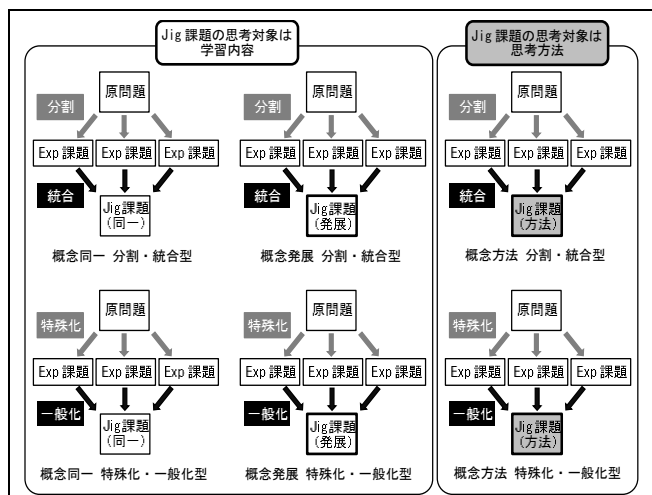 Jig 課題の思考対象は
学習内容
Jig 課題の思考対象は
思考方法
原問題
分割
Exp 課題 Exp 課題 Exp 課題
統合
Jig課題
(同一)
概念同一 分割・統合型
原問題
分割
Exp 課題 Exp 課題 Exp 課題
統合
Jig課題
(発展)
概念発展 分割・統合型
原問題
分割
Exp 課題 Exp 課題 Exp 課題
統合
Jig課題
(方法)
概念方法 分割・統合型
原問題
特殊化
Exp 課題 Exp 課題 Exp 課題
一般化
Jig課題
(同一)
概念同一 特殊化・一般化型
原問題
特殊化
Exp 課題 Exp 課題 Exp 課題
一般化
Jig課題
(発展)
概念発展 特殊化・一般化型
原問題
特殊化
Exp 課題 Exp 課題 Exp 課題
一般化
Jig課題
(方法)
概念方法 特殊化・一般化型